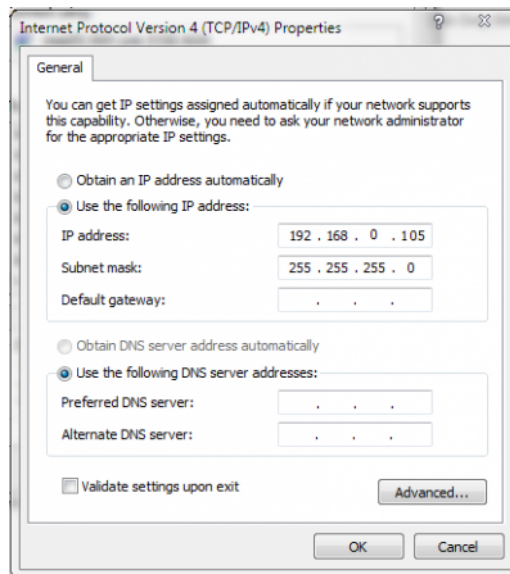 Internet Protocol Version 4 (TCP/IPv4) Properties
General
You can get IP settings assigned automatically if your network supports
this capability. Otherwise, you need to ask your network administrator
for the appropriate IP settings.
Obtain an IP address automatically
Use the following IP address:
IP address: 192 . 168 . 0 . 105
Subnet mask: 255 . 255 . 255 . 0
Default gateway: . . .
Obtain DNS server address automatically
Use the following DNS server addresses:
Preferred DNS server: . . .
Alternate DNS server: . . .
Validate settings upon exit
Advanced...
OK Cancel